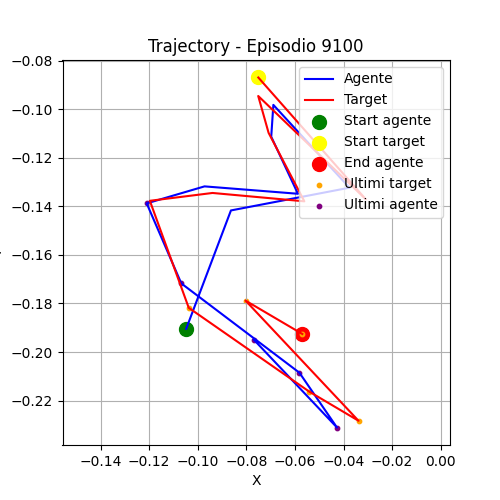 Trajectory - Episodio 9100
Agente
Target
Start agente
Start target
End agente
Ultimi target
Ultimi agente
−0.08
−0.10
−0.12
−0.14
−0.16
−0.18
−0.20
−0.22
−0.14 −0.12 −0.10 −0.08 −0.06 −0.04 −0.02 0.00
X